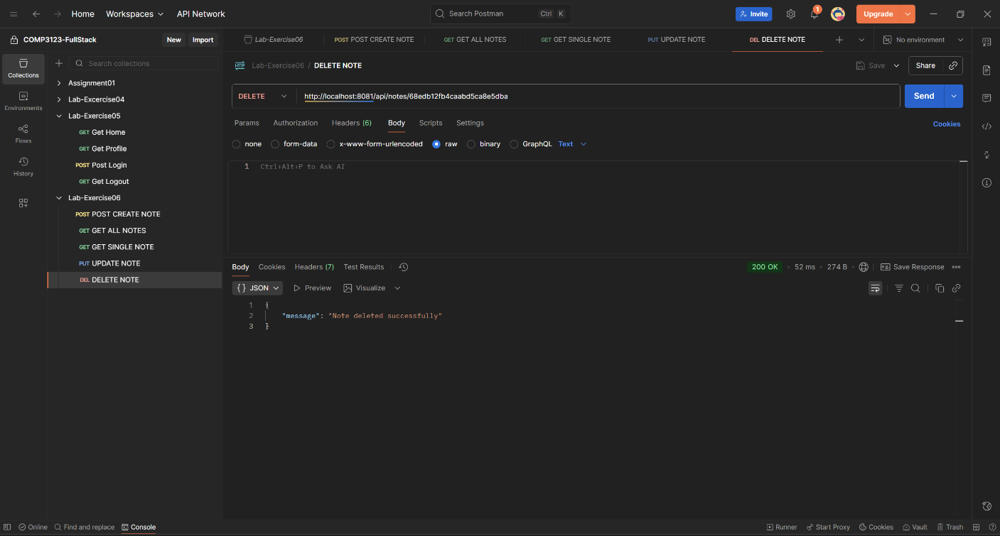 Home Workspaces API Network Search Postman Ctrl K Invite 1 Upgrade
COMP3123-FullStack New Import
Lab-Exercise06 POST POST CREATE NOTE GET GET ALL NOTES GET GET SINGLE NOTE PUT UPDATE NOTE DEL DELETE NOTE No environment
Collections
Environments
Flows
History
Search collections
Assignment01
Lab-Excercise04
Lab-Exercise05
GET Get Home
GET Get Profile
POST Post Login
GET Get Logout
Lab-Exercise06
POST POST CREATE NOTE
GET GET ALL NOTES
GET GET SINGLE NOTE
PUT UPDATE NOTE
DEL DELETE NOTE
HTTP Lab-Exercise06 / DELETE NOTE Save Share
DELETE http://localhost:8081/api/notes/68edb12fb4caabd5ca8e5dba Send
Params Authorization Headers (6) Body Scripts Settings Cookies
none form-data x-www-form-urlencoded raw binary GraphQL Text
1 Ctrl+Alt+P to Ask AI
Body Cookies Headers (7) Test Results 200 OK 52 ms 274 B Save Response
{} JSON Preview Visualize
1 {
2 "message": "Note deleted successfully"
3 }
Online Find and replace Console Runner Start Proxy Cookies Vault Trash